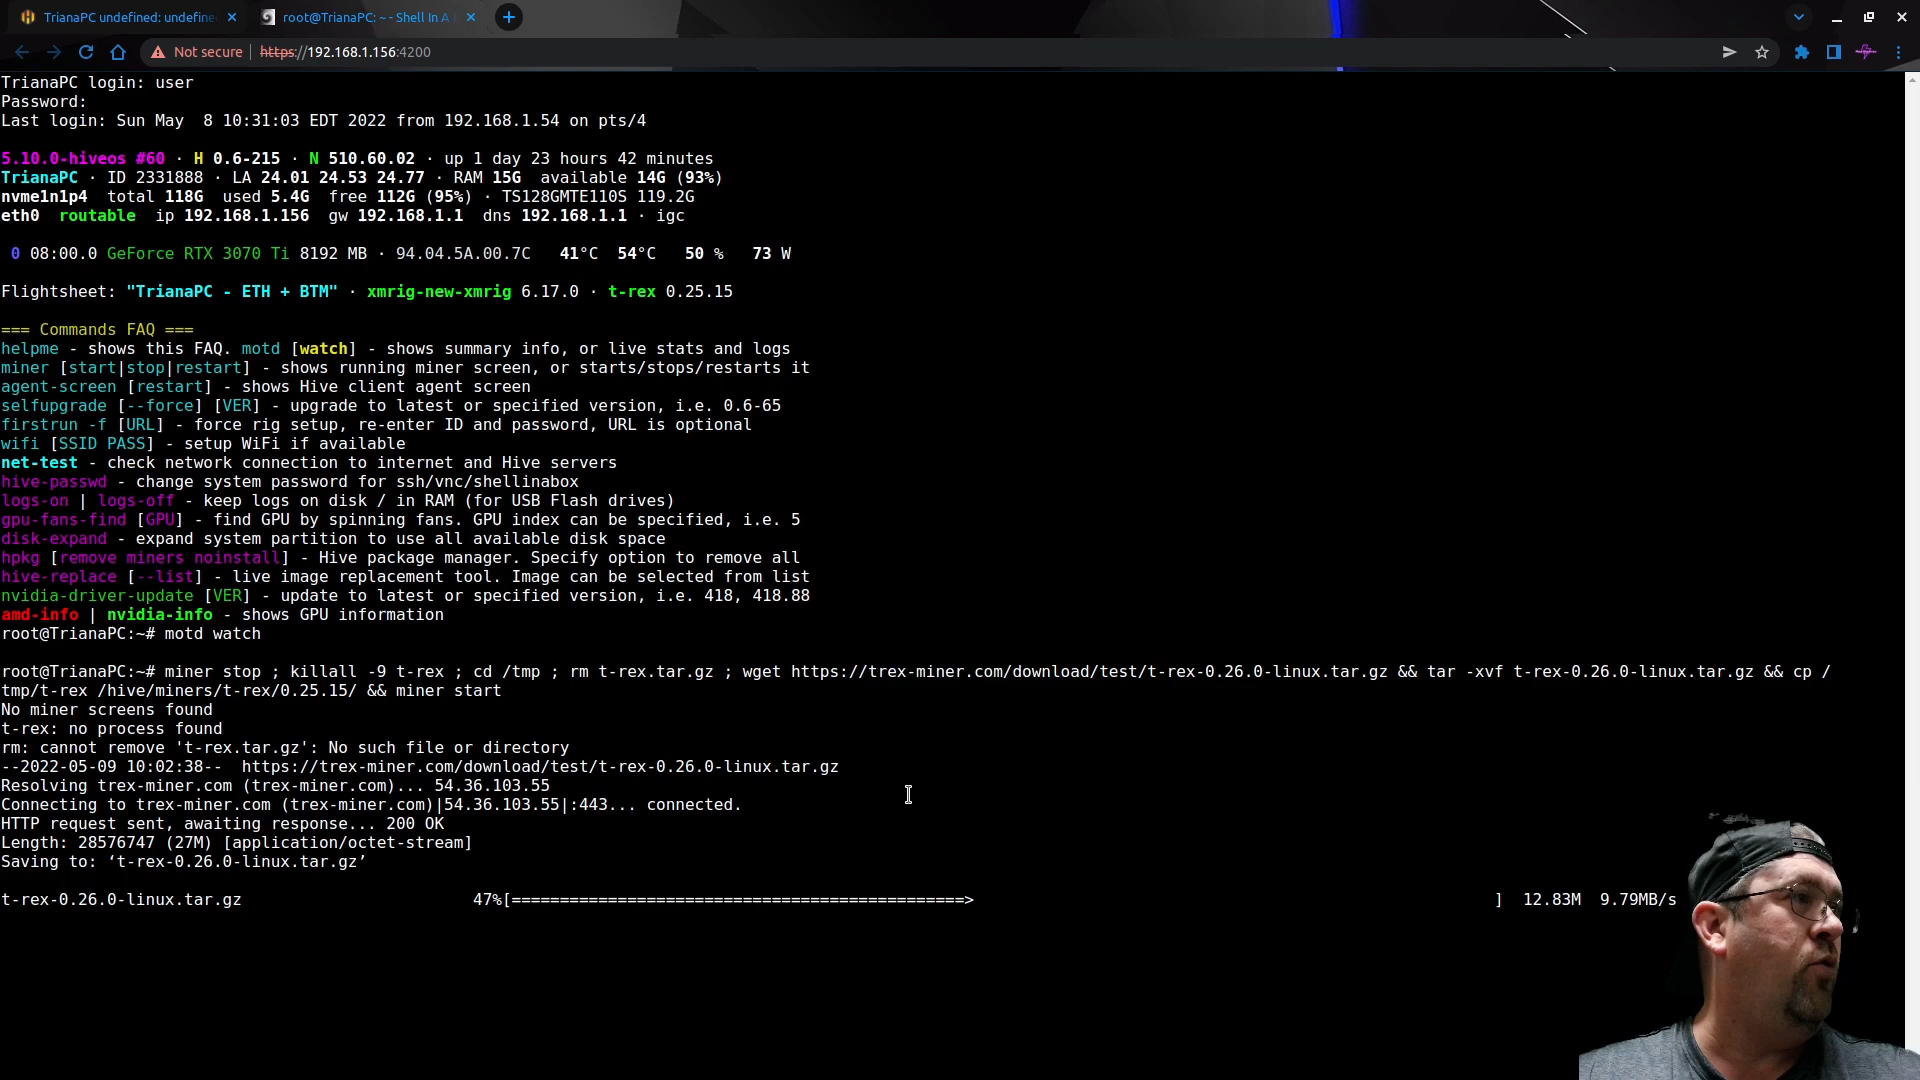 TrianaPC undefined: undefine
root@TrianaPC: ~ - Shell In A
Not secure
https://192.168.1.156:4200
TrianaPC login: user
Password:
Last login: Sun May  8 10:31:03 EDT 2022 from 192.168.1.54 on pts/4
5.10.0-hiveos #60 · H 0.6-215 · N 510.60.02 · up 1 day 23 hours 42 minutes
TrianaPC · ID 2331888 · LA 24.01 24.53 24.77 · RAM 15G  available 14G (93%)
nvme1n1p4  total 118G  used 5.4G  free 112G (95%) · TS128GMTE110S 119.2G
eth0  routable  ip 192.168.1.156  gw 192.168.1.1  dns 192.168.1.1 · igc
0 08:00.0 GeForce RTX 3070 Ti 8192 MB · 94.04.5A.00.7C   41°C  54°C   50 %   73 W
Flightsheet: "TrianaPC - ETH + BTM" · xmrig-new-xmrig 6.17.0 · t-rex 0.25.15
=== Commands FAQ ===
helpme - shows this FAQ. motd [watch] - shows summary info, or live stats and logs
miner [start|stop|restart] - shows running miner screen, or starts/stops/restarts it
agent-screen [restart] - shows Hive client agent screen
selfupgrade [--force] [VER] - upgrade to latest or specified version, i.e. 0.6-65
firstrun -f [URL] - force rig setup, re-enter ID and password, URL is optional
wifi [SSID PASS] - setup WiFi if available
net-test - check network connection to internet and Hive servers
hive-passwd - change system password for ssh/vnc/shellinabox
logs-on | logs-off - keep logs on disk / in RAM (for USB Flash drives)
gpu-fans-find [GPU] - find GPU by spinning fans. GPU index can be specified, i.e. 5
disk-expand - expand system partition to use all available disk space
hpkg [remove miners noinstall] - Hive package manager. Specify option to remove all
hive-replace [--list] - live image replacement tool. Image can be selected from list
nvidia-driver-update [VER] - update to latest or specified version, i.e. 418, 418.88
amd-info | nvidia-info - shows GPU information
root@TrianaPC:~# motd watch
root@TrianaPC:~# miner stop ; killall -9 t-rex ; cd /tmp ; rm t-rex.tar.gz ; wget https://trex-miner.com/download/test/t-rex-0.26.0-linux.tar.gz && tar -xvf t-rex-0.26.0-linux.tar.gz && cp /
tmp/t-rex /hive/miners/t-rex/0.25.15/ && miner start
No miner screens found
t-rex: no process found
rm: cannot remove 't-rex.tar.gz': No such file or directory
--2022-05-09 10:02:38--  https://trex-miner.com/download/test/t-rex-0.26.0-linux.tar.gz
Resolving trex-miner.com (trex-miner.com)... 54.36.103.55
Connecting to trex-miner.com (trex-miner.com)|54.36.103.55|:443... connected.
HTTP request sent, awaiting response... 200 OK
Length: 28576747 (27M) [application/octet-stream]
Saving to: ‘t-rex-0.26.0-linux.tar.gz’
t-rex-0.26.0-linux.tar.gz 47%[===============================================>                                                      ]  12.83M  9.79MB/s